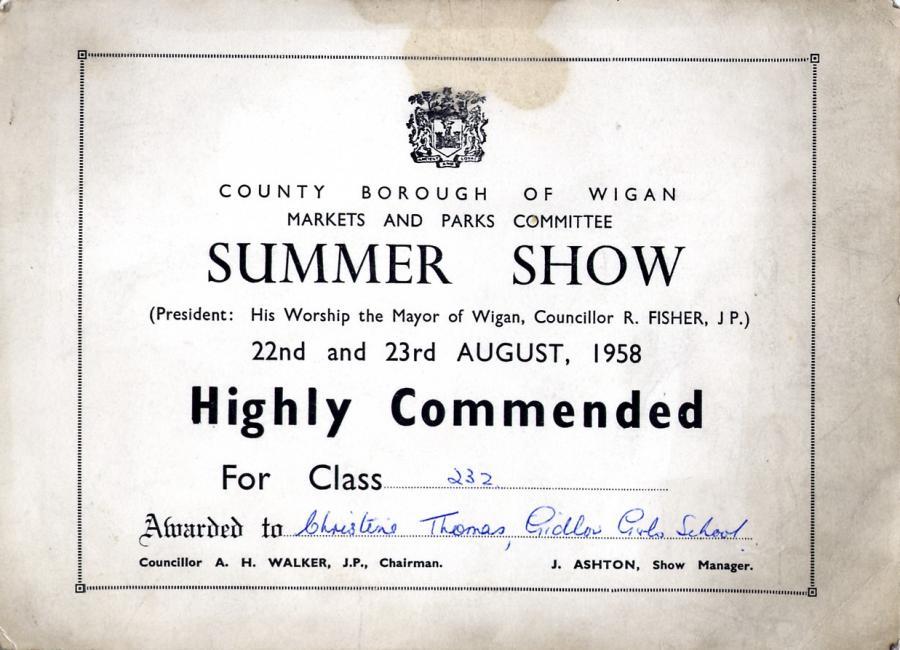 COUNTY BOROUGH OF WIGAN
MARKETS AND PARKS COMMITTEE
SUMMER SHOW
(President: His Worship the Mayor of Wigan, Councillor R. FISHER, J P.)
22nd and 23rd AUGUST, 1958
Highly Commended
For Class 232
Awarded to Christine Thomas, Gidlow Girls School.
Councillor A. H. WALKER, J.P., Chairman. J. ASHTON, Show Manager.